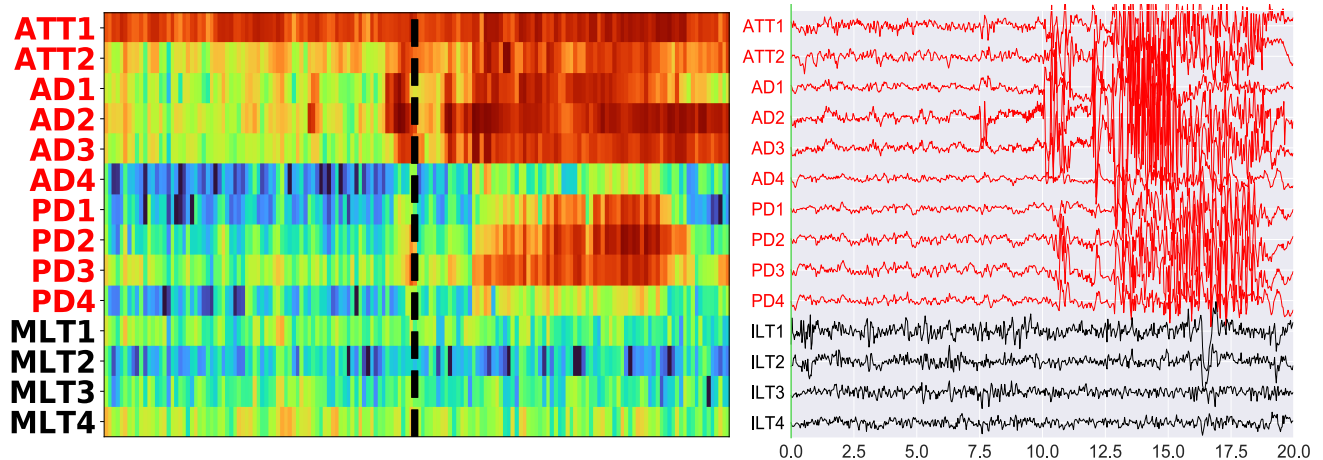 ATT1
ATT2
AD1
AD2
AD3
AD4
PD1
PD2
PD3
PD4
MLT1
MLT2
MLT3
MLT4
ATT1
ATT2
AD1
AD2
AD3
AD4
PD1
PD2
PD3
PD4
ILT1
ILT2
ILT3
ILT4
0.0 2.5 5.0 7.5 10.0 12.5 15.0 17.5 20.0